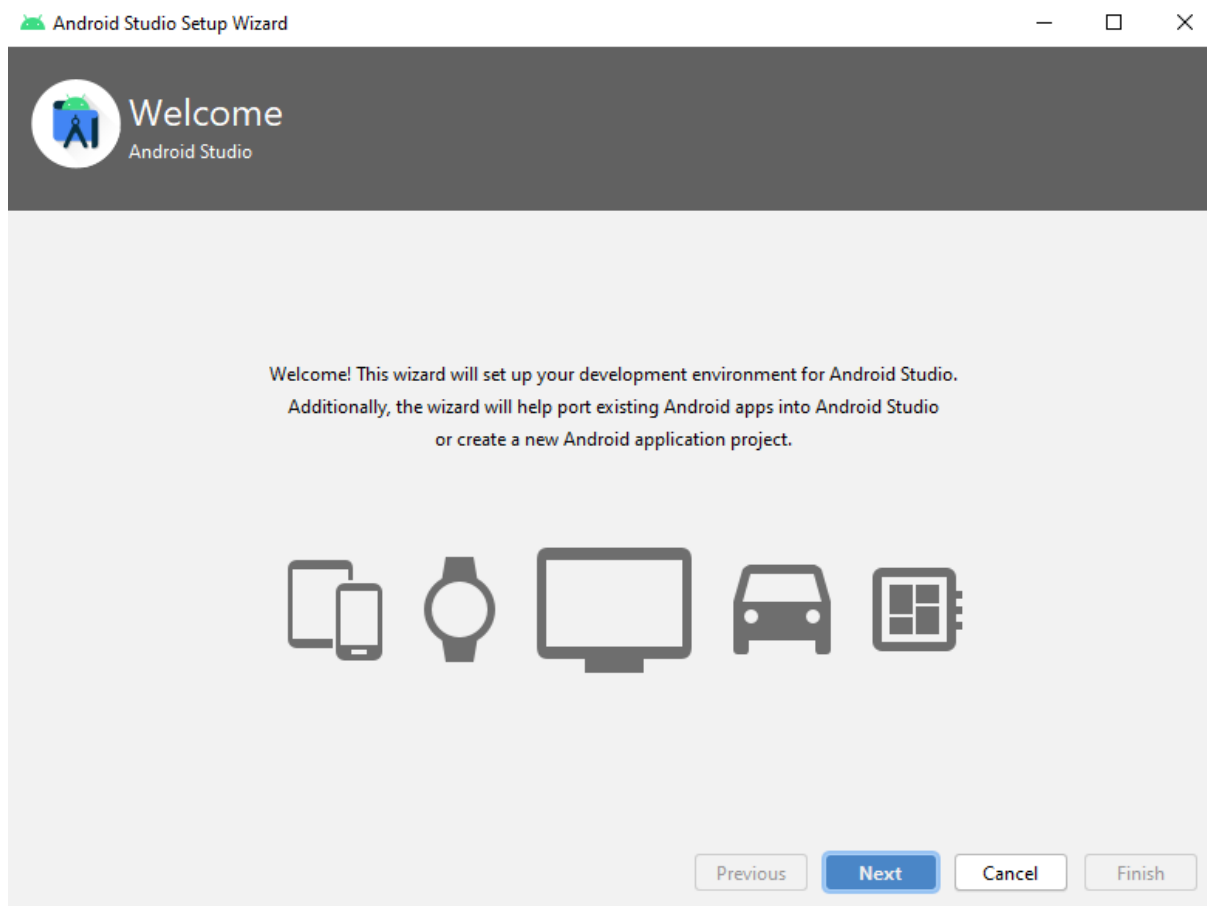 Android Studio Setup Wizard
Welcome
Android Studio
Welcome! This wizard will set up your development environment for Android Studio.
Additionally, the wizard will help port existing Android apps into Android Studio
or create a new Android application project.
Previous Next Cancel Finish